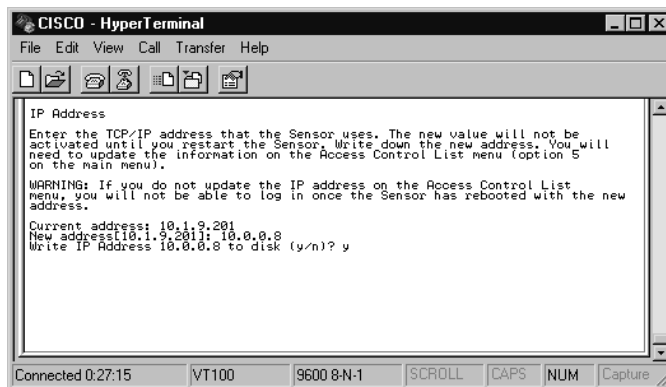 CISCO - HyperTerminal
File Edit View Call Transfer Help
IP Address
Enter the TCP/IP address that the Sensor uses. The new value will not be
activated until you restart the Sensor. Write down the new address. You will
need to update the information on the Access Control List menu (option 5
on the main menu).
WARNING: If you do not update the IP address on the Access Control List
menu, you will not be able to log in once the Sensor has rebooted with the new
address.
Current address: 10.1.9.201
New address[10.1.9.201]: 10.0.0.8
Write IP Address 10.0.0.8 to disk (y/n)? y
Connected 0:27:15 VT100 9600 8-N-1 SCROLL CAPS NUM Capture